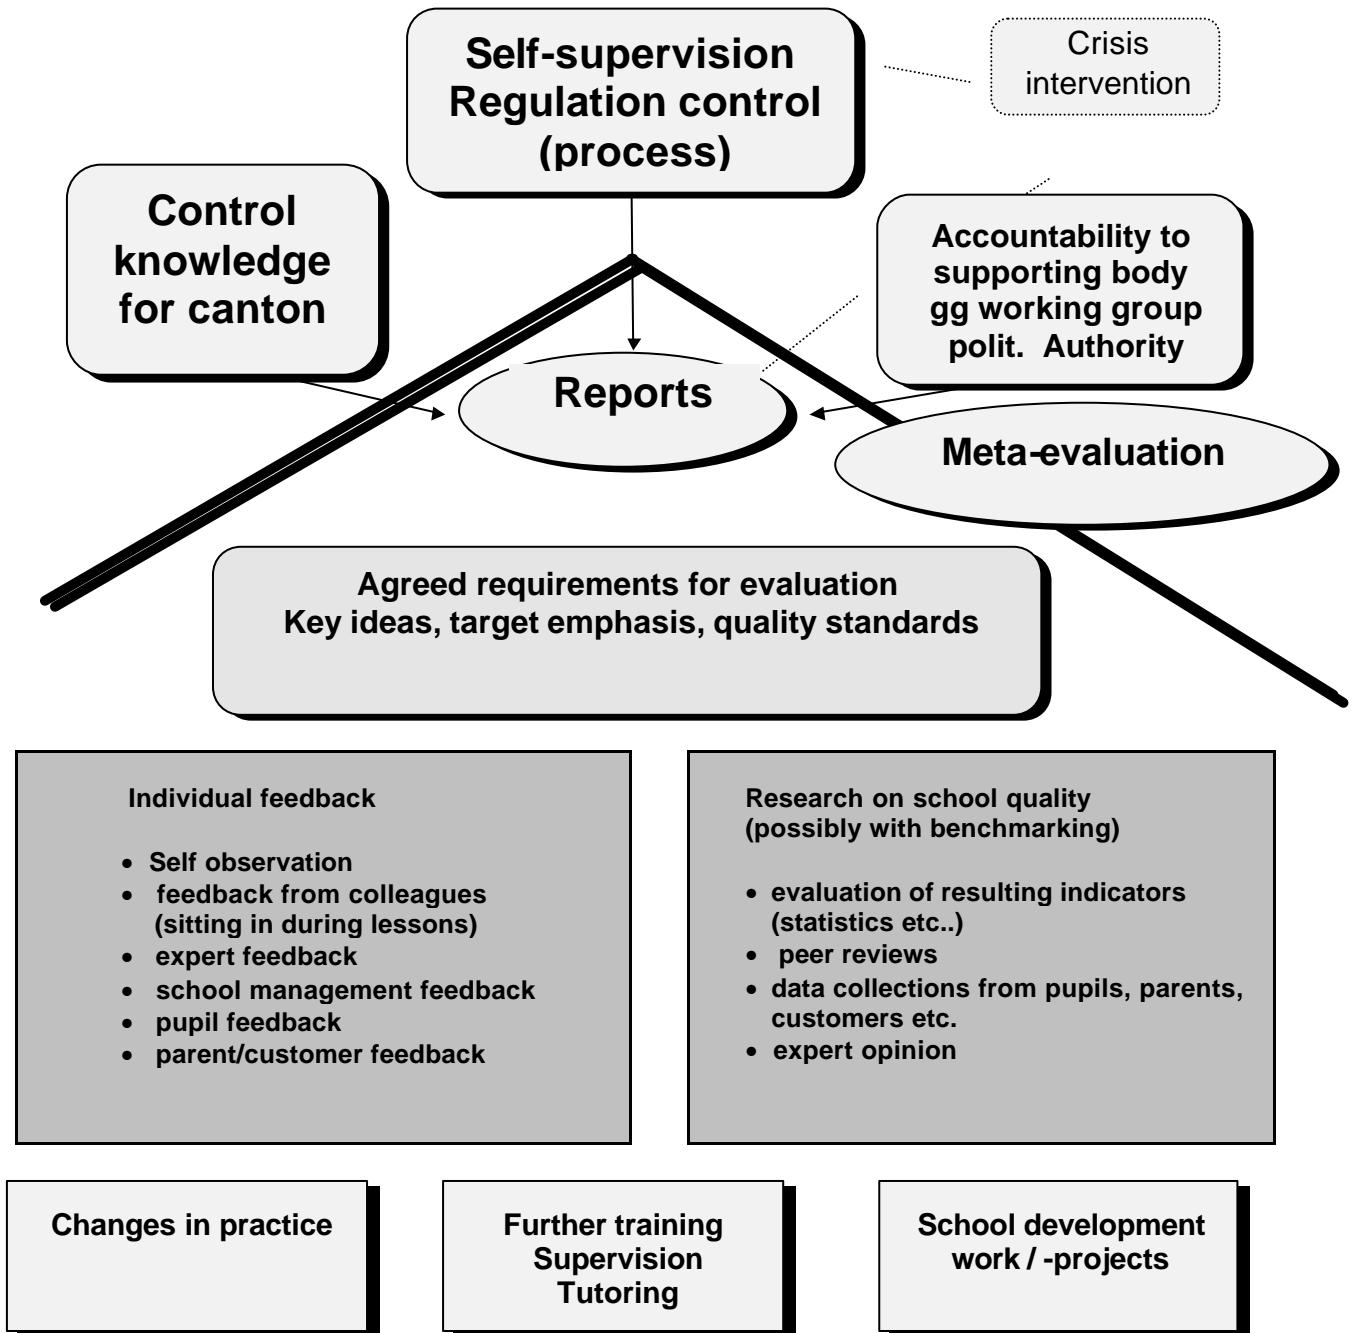 Self-supervision
Regulation control
(process)
Crisis
intervention
Control
knowledge
for canton
Accountability to
supporting body
gg working group
polit.  Authority
Reports
Meta-evaluation
Agreed requirements for evaluation
Key ideas, target emphasis, quality standards
Individual feedback
• Self observation
• feedback from colleagues
(sitting in during lessons)
• expert feedback
• school management feedback
• pupil feedback
• parent/customer feedback
Research on school quality
(possibly with benchmarking)
• evaluation of resulting indicators
(statistics etc..)
• peer reviews
• data collections from pupils, parents,
customers etc.
• expert opinion
Changes in practice
Further training
Supervision
Tutoring
School development
work / -projects